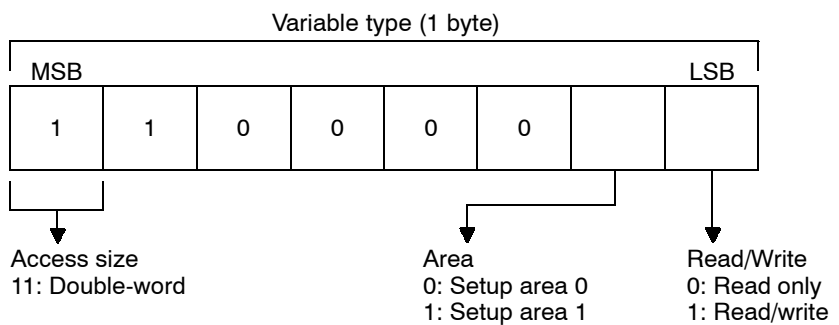 Variable type (1 byte)
MSB LSB
1 1 0 0 0 0
Access size
11: Double-word
Area
0: Setup area 0
1: Setup area 1
Read/Write
0: Read only
1: Read/write